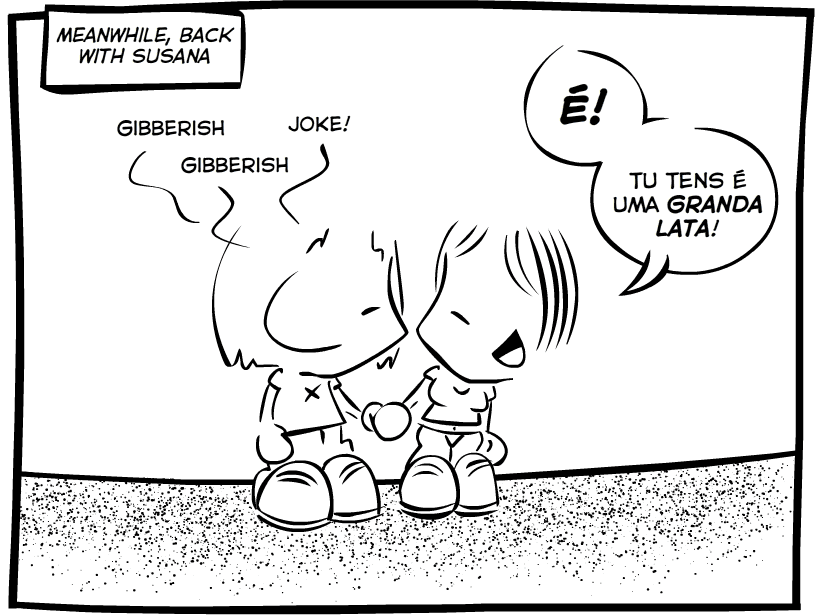 MEANWHILE, BACK
WITH SUSANA
GIBBERISH
JOKE!
GIBBERISH
É!
TU TENS É
UMA GRANDA
LATA!